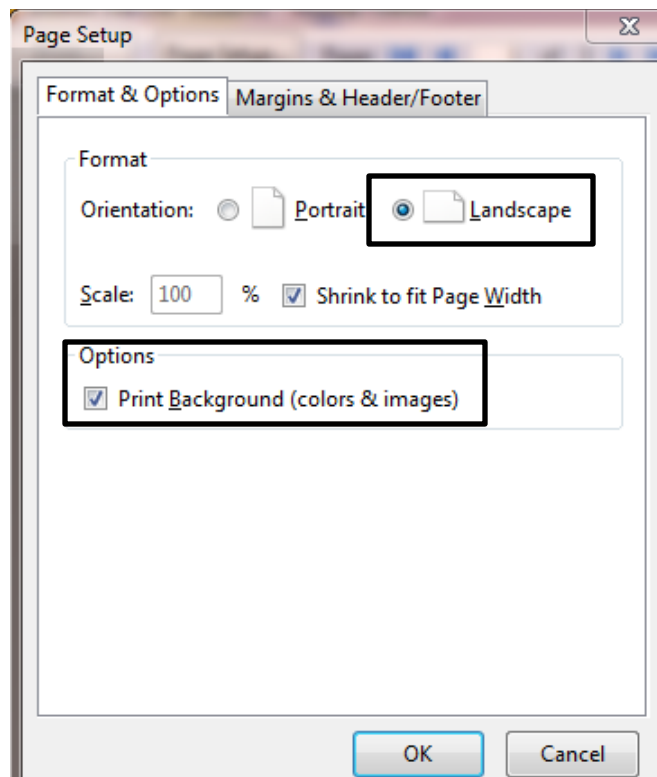 Page Setup
Format & Options
Margins & Header/Footer
Format
Orientation: Portrait Landscape
Scale: 100 % Shrink to fit Page Width
Options
Print Background (colors & images)
OK Cancel